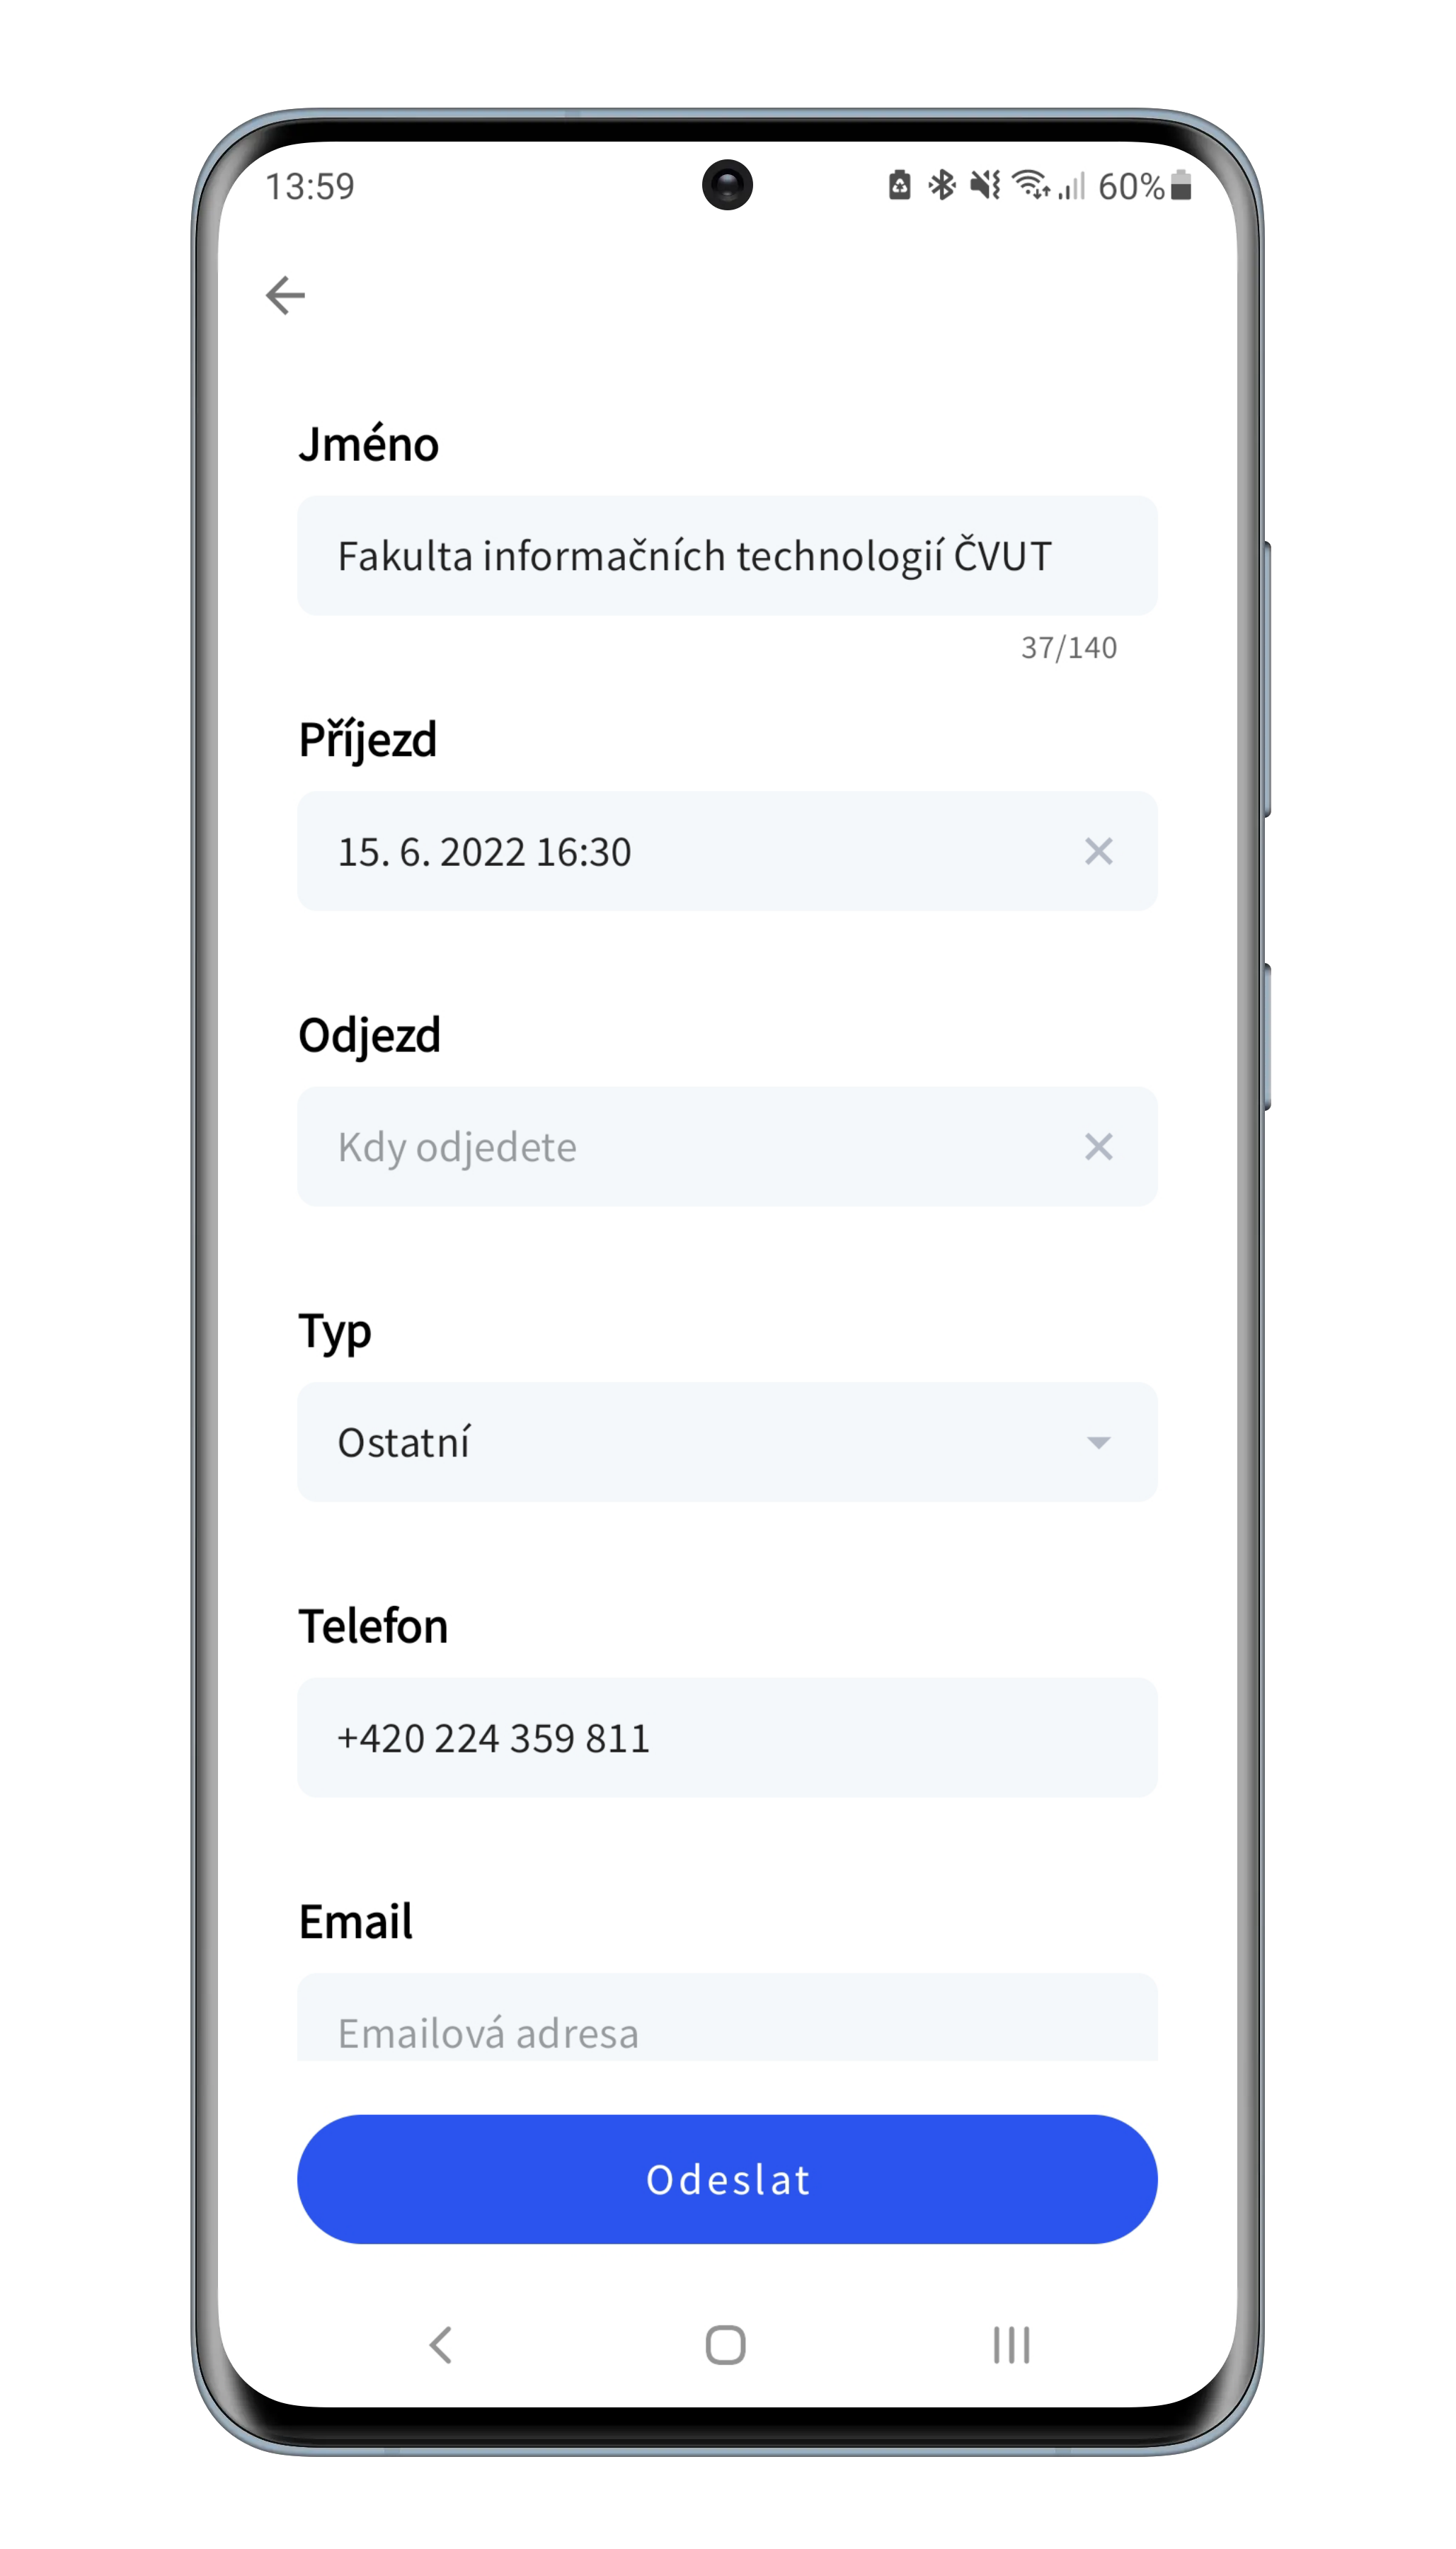 13:59
60%
Jméno
Fakulta informačních technologií ČVUT
37/140
Příjezd
15. 6. 2022 16:30
Odjezd
Kdy odjedete
Typ
Ostatní
Telefon
+420 224 359 811
Email
Emailová adresa
Odeslat